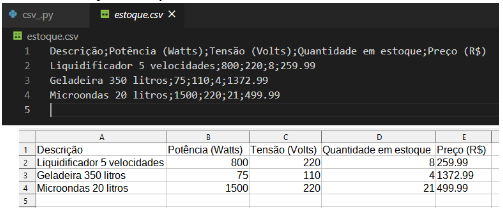 csv_.py estoque.csv ×
estoque.csv
1 Descrição;Potência (Watts);Tensão (Volts);Quantidade em estoque;Preço (R$)
2 Liquidificador 5 velocidades;800;220;8;259.99
3 Geladeira 350 litros;75;110;4;1372.99
4 Microondas 20 litros;1500;220;21;499.99
5
A B C D E
1 Descrição Potência (Watts) Tensão (Volts) Quantidade em estoque Preço (R$)
2 Liquidificador 5 velocidades 800 220 8 259.99
3 Geladeira 350 litros 75 110 4 1372.99
4 Microondas 20 litros 1500 220 21 499.99
5